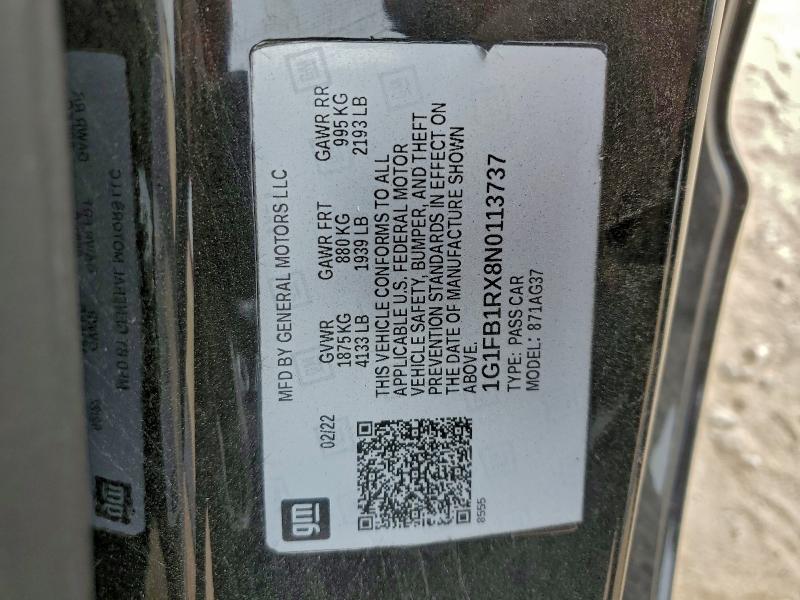 gm
MFD BY GENERAL MOTORS LLC
02/22
GVWR GAWR FRT GAWR RR
1875 KG 880 KG 995 KG
4133 LB 1939 LB 2193 LB
THIS VEHICLE CONFORMS TO ALL
APPLICABLE U.S. FEDERAL MOTOR
VEHICLE SAFETY, BUMPER, AND THEFT
PREVENTION STANDARDS IN EFFECT ON
THE DATE OF MANUFACTURE SHOWN
ABOVE.
1G1FB1RX8N0113737
TYPE: PASS CAR
MODEL: 871AG37
8555